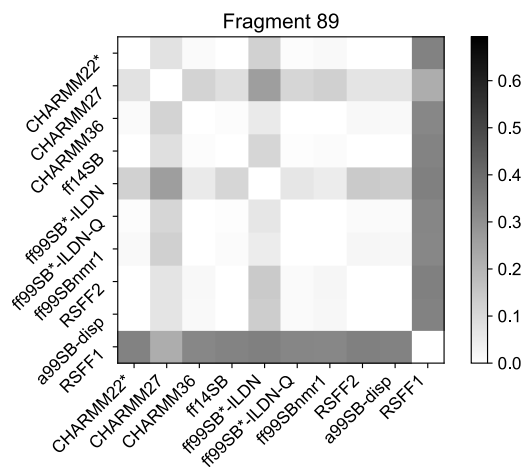 Fragment 89
CHARMM22*
CHARMM27
CHARMM36
ff14SB
ff99SB*-ILDN
ff99SB*-ILDN-Q
ff99SBnmr1
RSFF2
a99SB-disp
RSFF1
CHARMM22*
CHARMM27
CHARMM36
ff14SB
ff99SB*-ILDN
ff99SB*-ILDN-Q
ff99SBnmr1
RSFF2
a99SB-disp
RSFF1
0.6
0.5
0.4
0.3
0.2
0.1
0.0